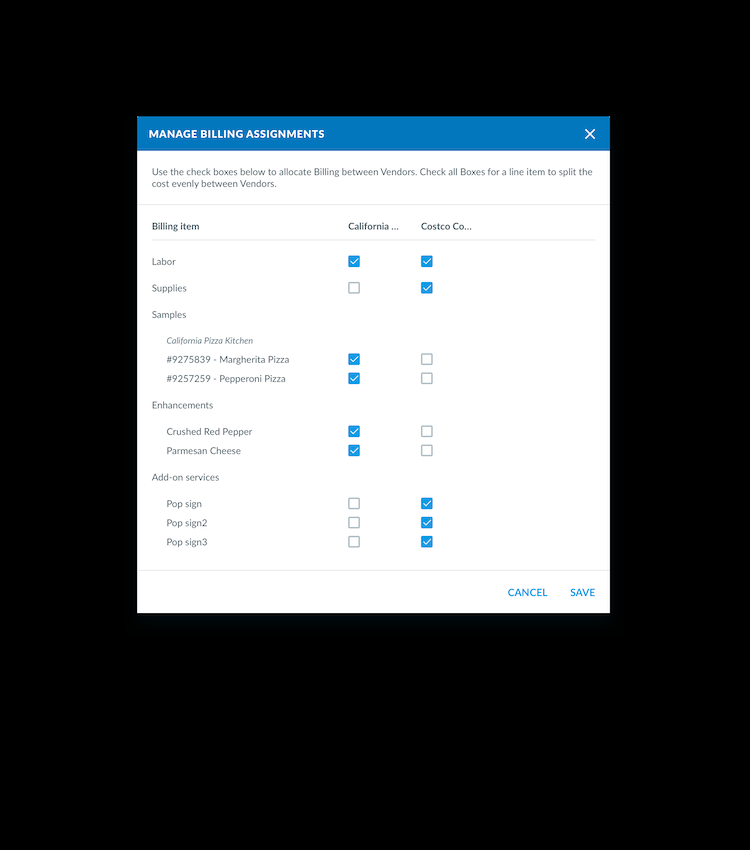 MANAGE BILLING ASSIGNMENTS
Use the check boxes below to allocate Billing between Vendors. Check all Boxes for a line item to split the
cost evenly between Vendors.
Billing item California ... Costco Co...
Labor
Supplies
Samples
California Pizza Kitchen
#9275839 - Margherita Pizza
#9257259 - Pepperoni Pizza
Enhancements
Crushed Red Pepper
Parmesan Cheese
Add-on services
Pop sign
Pop sign2
Pop sign3
CANCEL SAVE